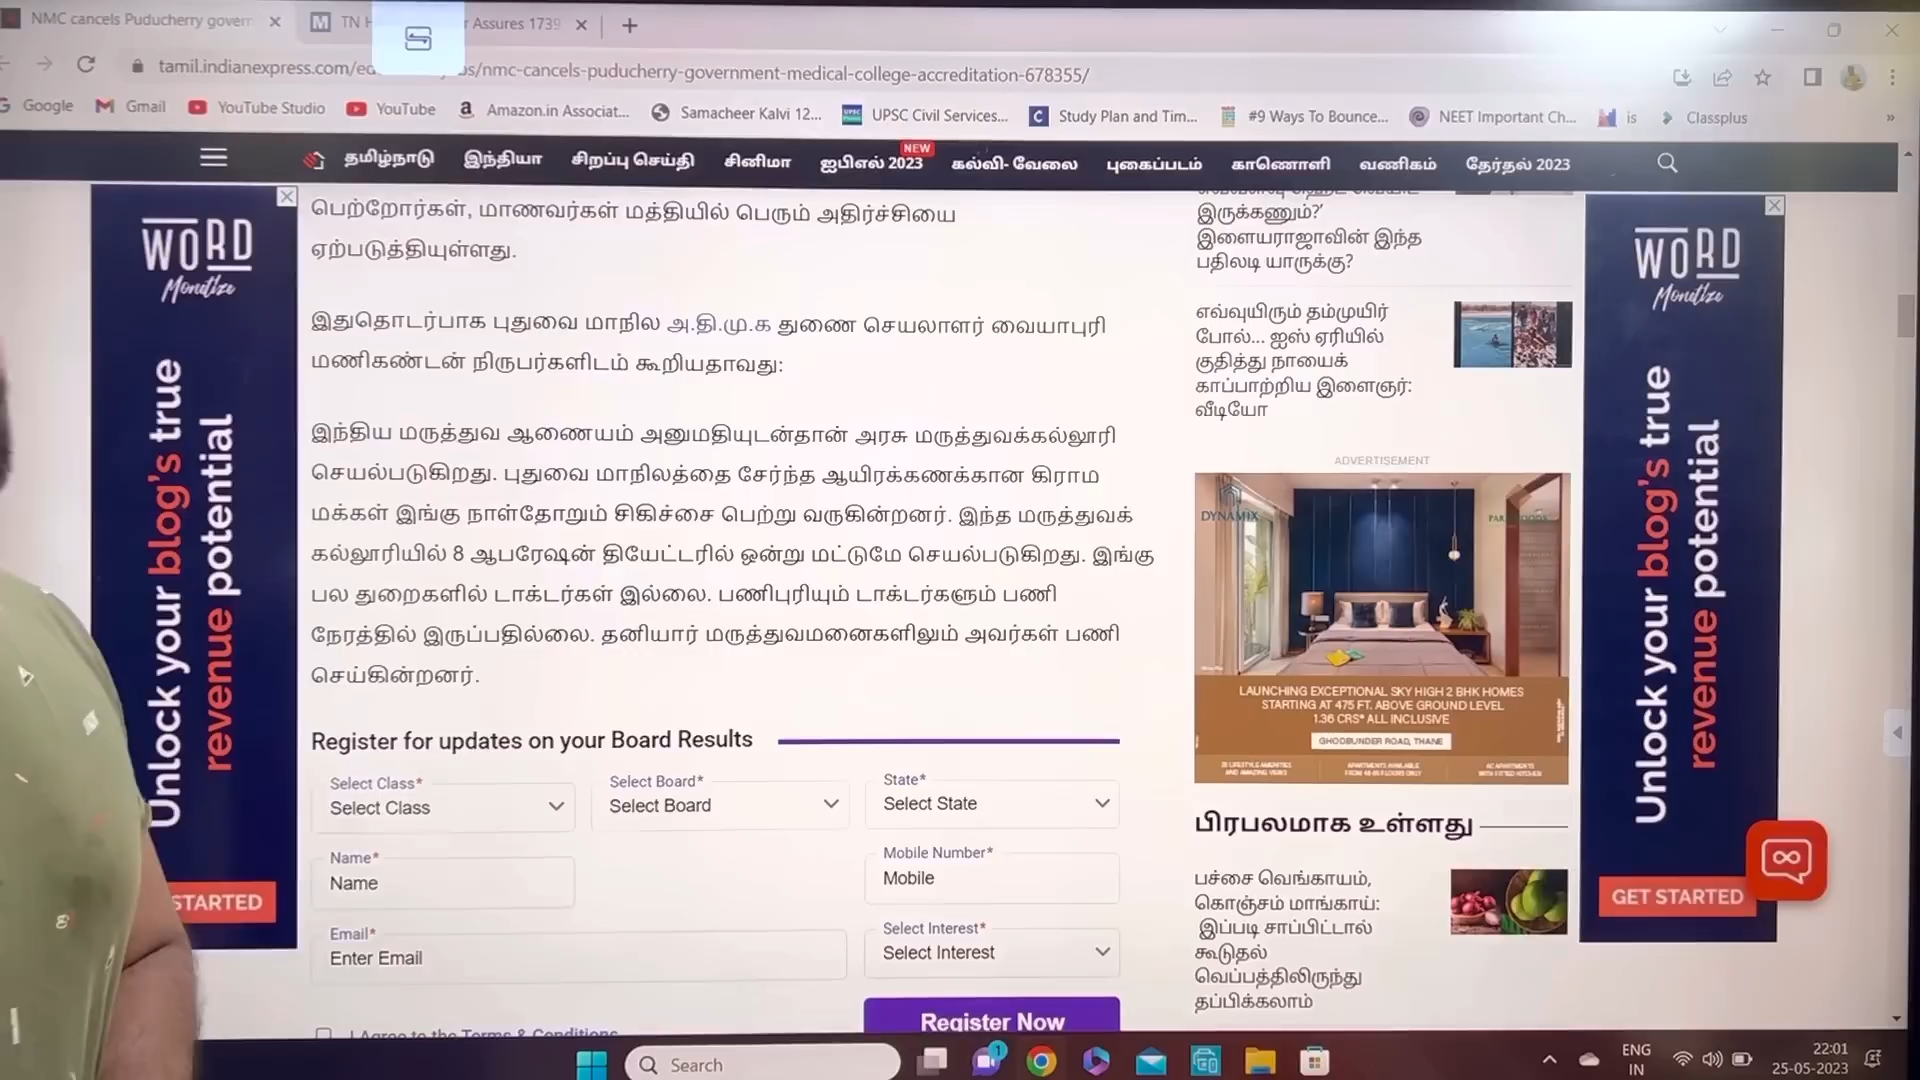 NMC cancels Puducherry govern
TN H
Assures 1739
tamil.indianexpress.com/ed
s/nmc-cancels-puducherry-government-medical-college-accreditation-678355/
Google
Gmail
YouTube Studio
YouTube
Amazon.in Associat...
Samacheer Kalvi 12...
UPSC Civil Services...
Study Plan and Tim...
#9 Ways To Bounce...
NEET Important Ch...
is
Classplus
தமிழ்நாடு
இந்தியா
சிறப்பு செய்தி
சினிமா
ஐபிஎல் 2023
NEW
கல்வி- வேலை
புகைப்படம்
காணொளி
வணிகம்
தேர்தல் 2023
WORD
Monetize
Unlock your blog's true
revenue potential
STARTED
பெற்றோர்கள், மாணவர்கள் மத்தியில் பெரும் அதிர்ச்சியை
ஏற்படுத்தியுள்ளது.
இதுதொடர்பாக புதுவை மாநில அ.தி.மு.க துணை செயலாளர் வையாபுரி
மணிகண்டன் நிருபர்களிடம் கூறியதாவது:
இந்திய மருத்துவ ஆணையம் அனுமதியுடன்தான் அரசு மருத்துவக்கல்லூரி
செயல்படுகிறது. புதுவை மாநிலத்தை சேர்ந்த ஆயிரக்கணக்கான கிராம
மக்கள் இங்கு நாள்தோறும் சிகிச்சை பெற்று வருகின்றனர். இந்த மருத்துவக்
கல்லூரியில் 8 ஆபரேஷன் தியேட்டரில் ஒன்று மட்டுமே செயல்படுகிறது. இங்கு
பல துறைகளில் டாக்டர்கள் இல்லை. பணிபுரியும் டாக்டர்களும் பணி
நேரத்தில் இருப்பதில்லை. தனியார் மருத்துவமனைகளிலும் அவர்கள் பணி
செய்கின்றனர்.
Register for updates on your Board Results
Select Class*
Select Class
Select Board*
Select Board
State*
Select State
Name*
Name
Mobile Number*
Mobile
Email*
Enter Email
Select Interest*
Select Interest
I Agree to the Terms & Conditions
Register Now
இருக்கணும்?'
இளையராஜாவின் இந்த
பதிலடி யாருக்கு?
எவ்வுயிரும் தம்முயிர்
போல்... ஐஸ் ஏரியில்
குதித்து நாயைக்
காப்பாற்றிய இளைஞர்:
வீடியோ
ADVERTISEMENT
DYNAMIX
LAUNCHING EXCEPTIONAL SKY HIGH 2 BHK HOMES
STARTING AT 475 FT. ABOVE GROUND LEVEL
1.36 CRS* ALL INCLUSIVE
GHODBUNDER ROAD, THANE
பிரபலமாக உள்ளது
பச்சை வெங்காயம்,
கொஞ்சம் மாங்காய்:
இப்படி சாப்பிட்டால்
கூடுதல்
வெப்பத்திலிருந்து
தப்பிக்கலாம்
WORD
Monetize
Unlock your blog's true
revenue potential
GET STARTED
Search
1
ENG
IN
22:01
25-05-2023